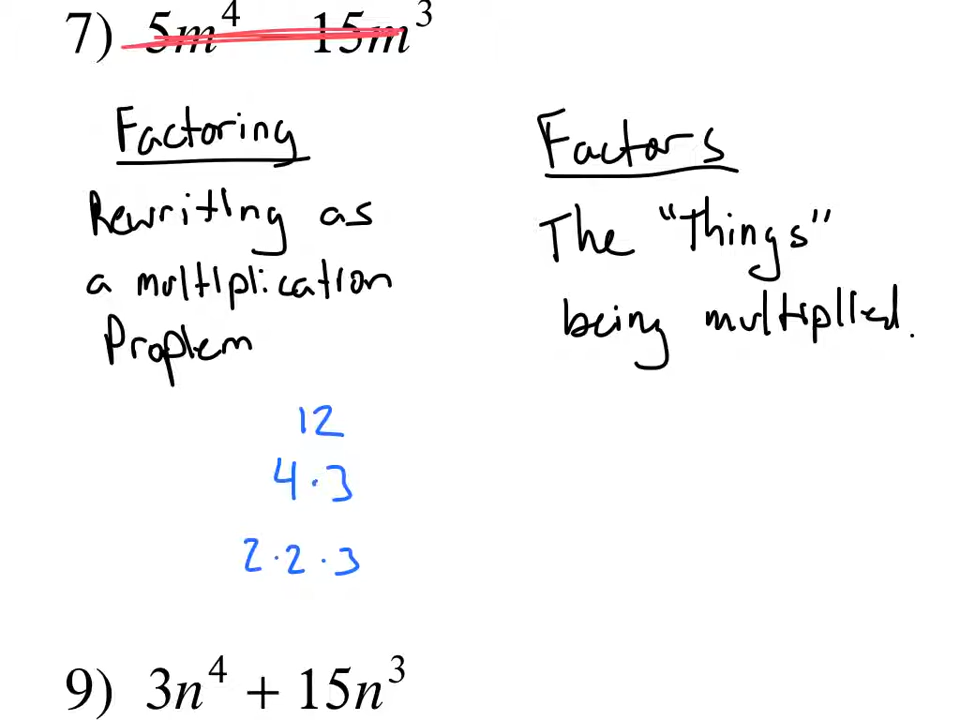 7) 5m⁴ – 15m³
Factoring
Rewriting as
a multiplication
Problem
Factors
The "Things"
being multiplied.
12
4·3
2·2·3
9) 3n⁴ + 15n³